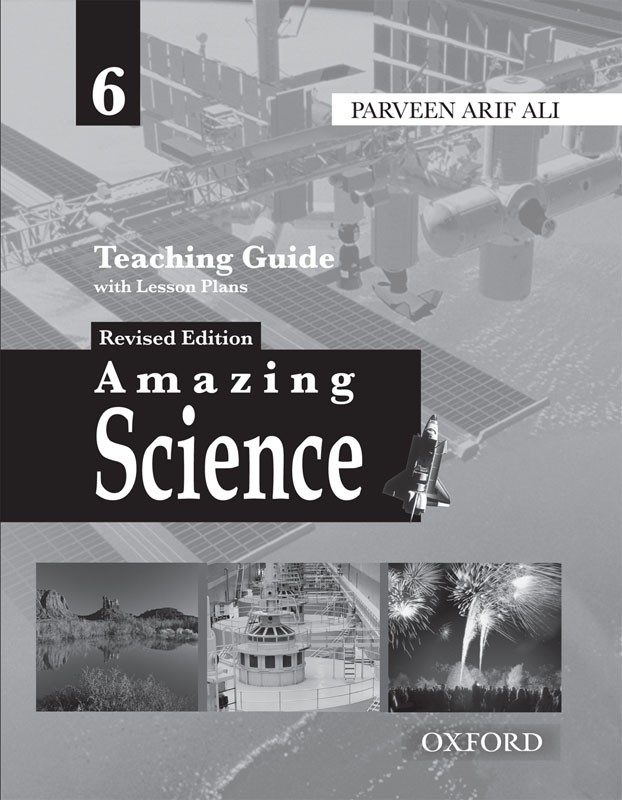 6
PARVEEN ARIF ALI
Teaching Guide
with Lesson Plans
Revised Edition
Amazing
Science
OXFORD